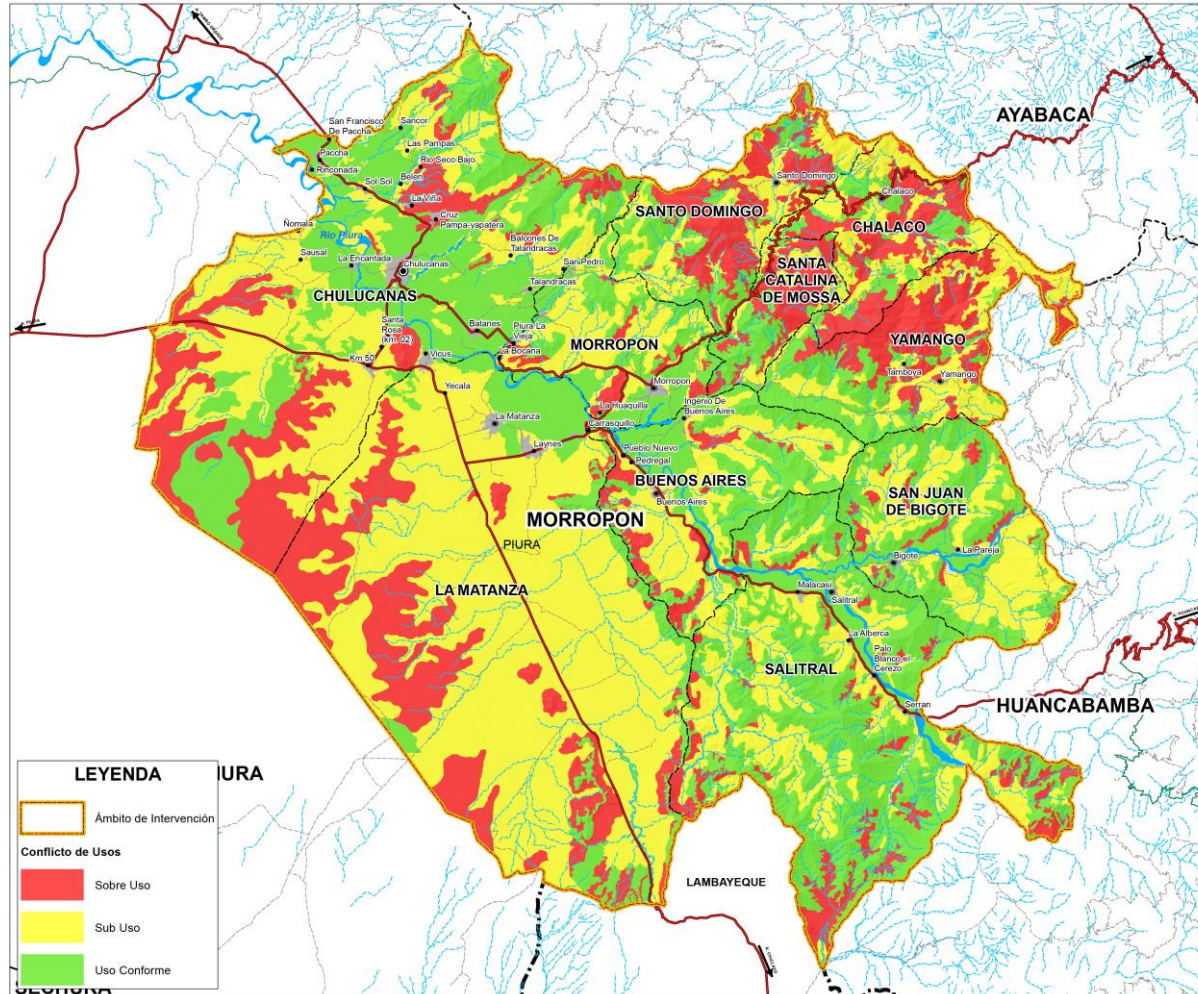 AYABACA
San Francisco
De Paccha
Sancor
Las Pampas
Paccha
Rinconada
Rio Seco Bajo
Sol Sol
Belen
La Viña
Cruz
Pampa-yapatera
Santo Domingo
Chalaco
SANTO DOMINGO
CHALACO
Ñomala
Rio Piura
Sausal
La Encantada
Chulucanas
Balcones De
Talandracas
San Pedro
Talandracas
SANTA
CATALINA
DE MOSSA
CHULUCANAS
Santa
Rosa
(km. 02)
Batanes
Piura La
Vieja
La Bocana
MORROPON
YAMANGO
Km 50
Vicus
Yecala
Tamboya
Yamango
Morropon
La Matanza
La Huaquilla
Carrasquillo
Ingenio De
Buenos Aires
Laynes
Pueblo Nuevo
Pedregal
BUENOS AIRES
Buenos Aires
SAN JUAN
DE BIGOTE
MORROPON
PIURA
La Pareja
Bigote
LA MATANZA
Malacasi
Salitral
La Alberca
SALITRAL
Palo
Blanco el
Cerezo
Serran
HUANCABAMBA
LAMBAYEQUE
LEYENDA
Ámbito de Intervención
Conflicto de Usos
Sobre Uso
Sub Uso
Uso Conforme